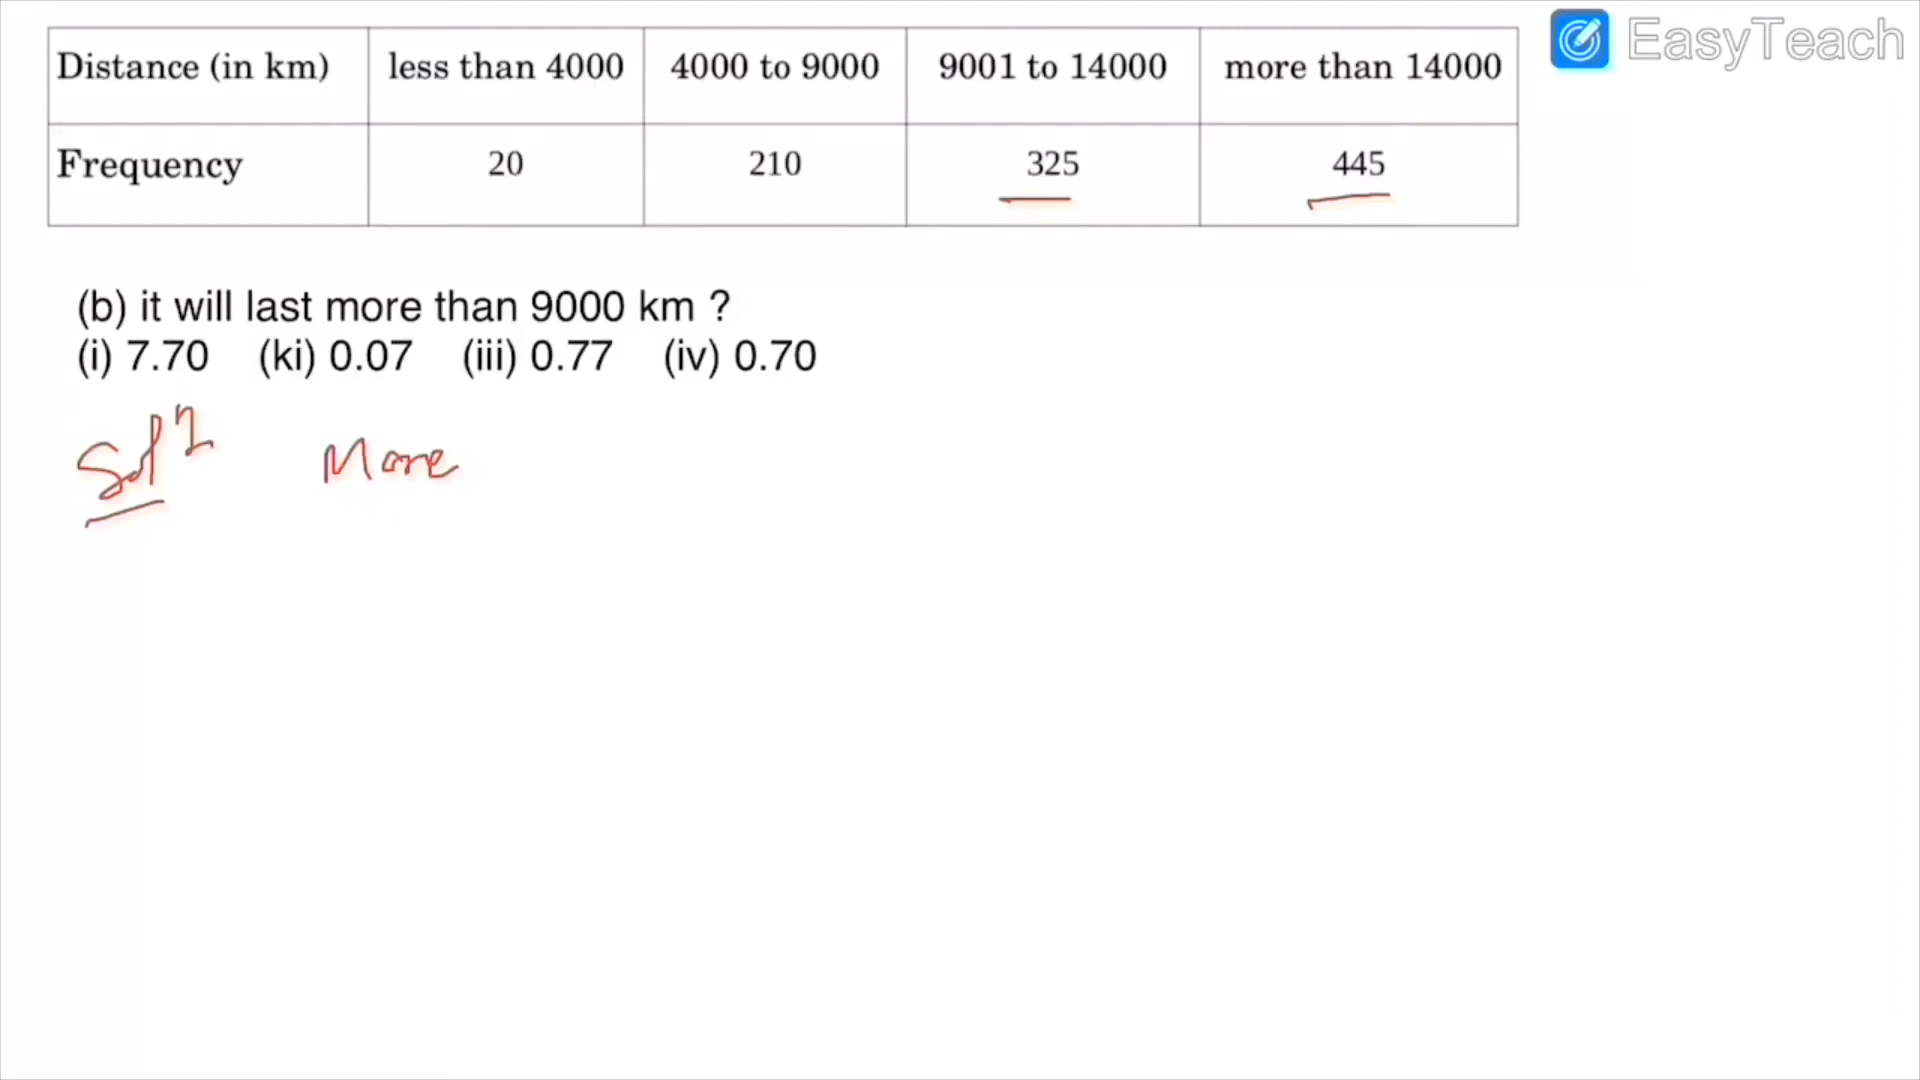 EasyTeach
Distance (in km) less than 4000 4000 to 9000 9001 to 14000 more than 14000
Frequency 20 210 325 445
(b) it will last more than 9000 km ?
(i) 7.70 (ki) 0.07 (iii) 0.77 (iv) 0.70
Solⁿ More